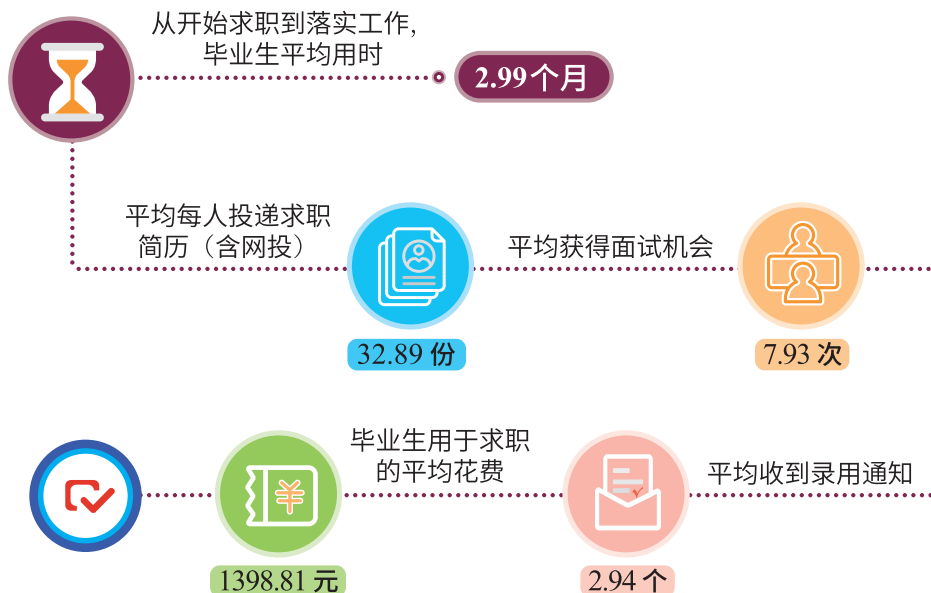 从开始求职到落实工作，
毕业生平均用时
2.99个月
平均每人投递求职
简历（含网投）
32.89 份
平均获得面试机会
7.93 次
毕业生用于求职
的平均花费
1398.81 元
平均收到录用通知
2.94 个